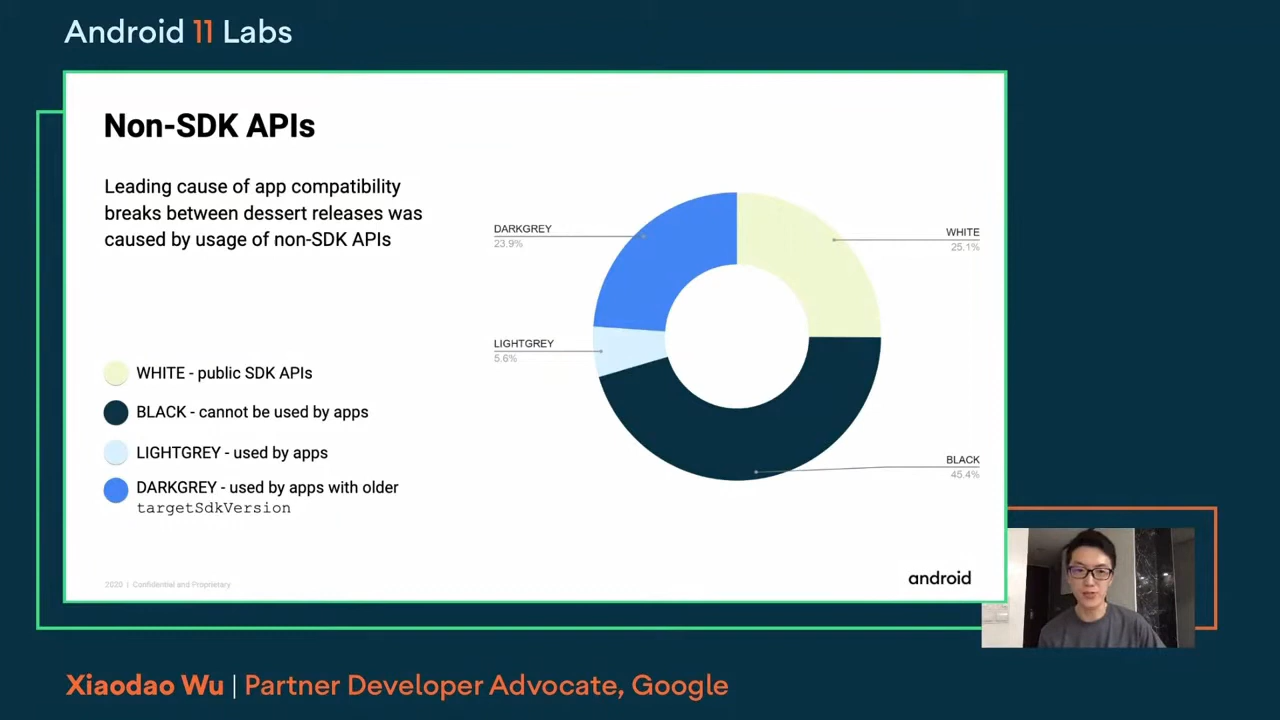 Android 11 Labs
Non-SDK APIs
Leading cause of app compatibility
breaks between dessert releases was
caused by usage of non-SDK APIs
WHITE - public SDK APIs
BLACK - cannot be used by apps
LIGHTGREY - used by apps
DARKGREY - used by apps with older
targetSdkVersion
DARKGREY
23.9%
WHITE
25.1%
LIGHTGREY
5.6%
BLACK
45.4%
2020 | Confidential and Proprietary
android
Xiaodao Wu | Partner Developer Advocate, Google